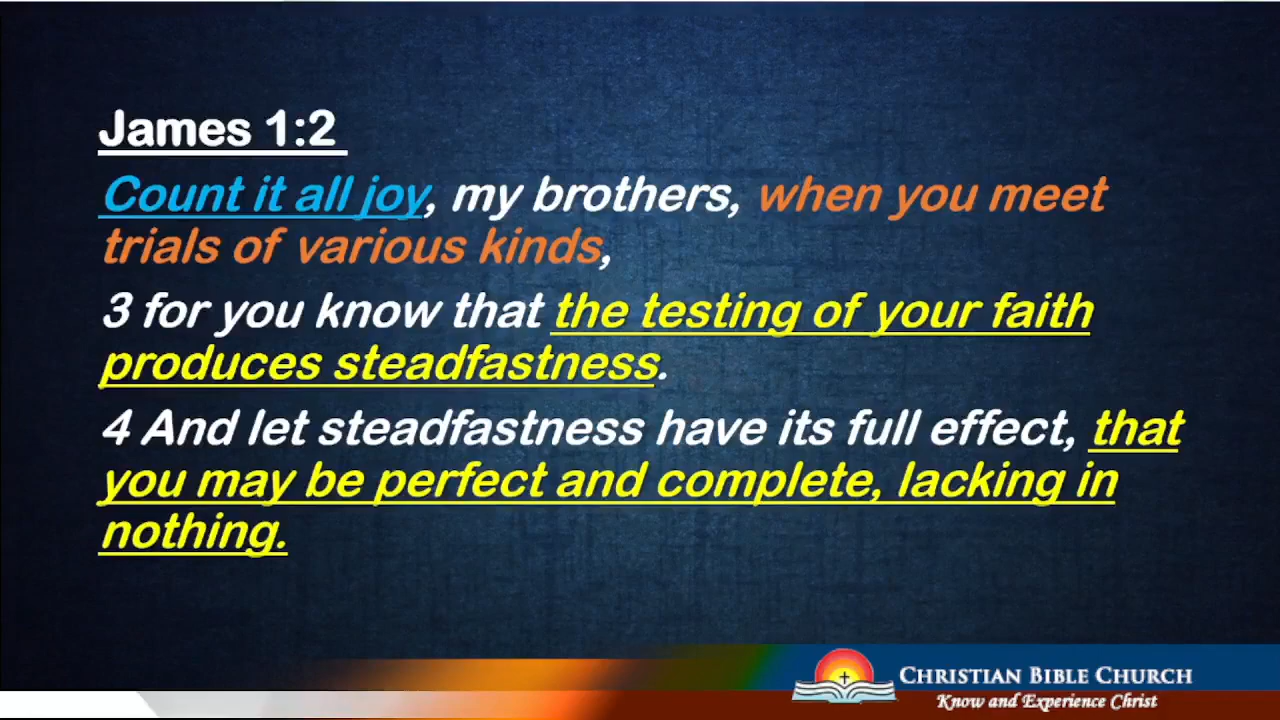 James 1:2
Count it all joy, my brothers, when you meet
trials of various kinds,
3 for you know that the testing of your faith
produces steadfastness.
4 And let steadfastness have its full effect, that
you may be perfect and complete, lacking in
nothing.
CHRISTIAN BIBLE CHURCH
Know and Experience Christ